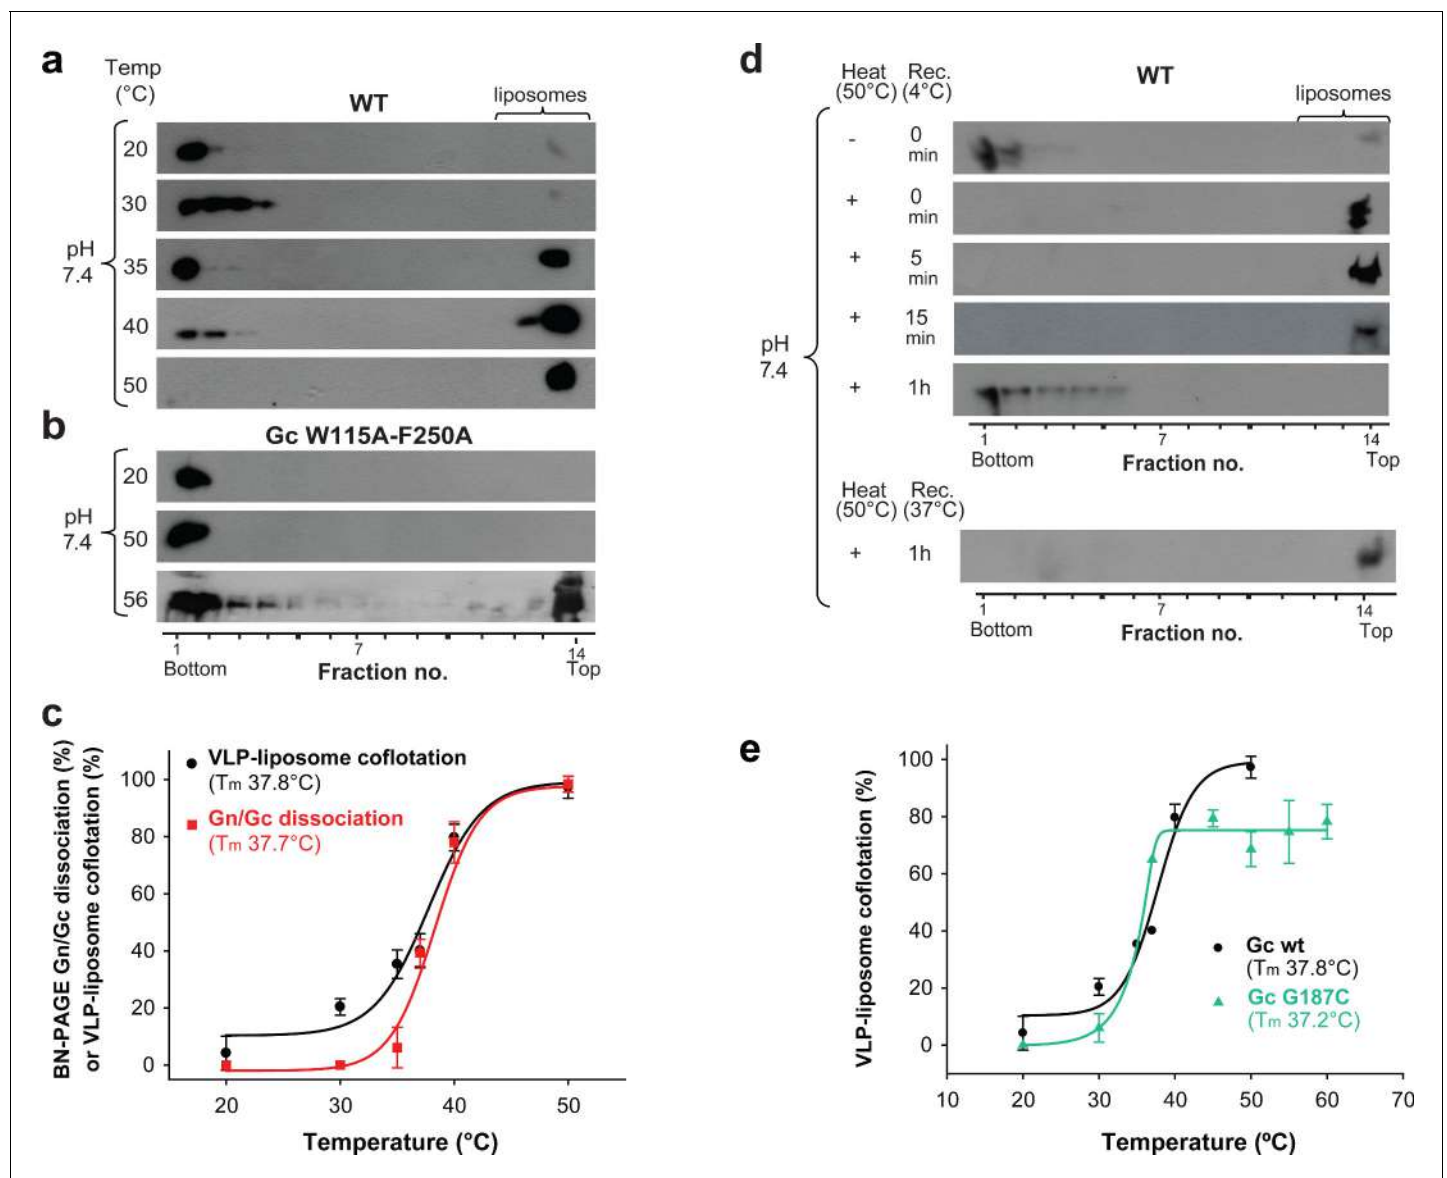 a
Temp
(°C)
WT
liposomes
20
30
35
40
50
pH
7.4
b
Gc W115A-F250A
20
50
56
pH
7.4
1
7
14
Bottom
Fraction no.
Top
c
BN-PAGE Gn/Gc dissociation (%)
or VLP-liposome coflotation (%)
VLP-liposome coflotation
(Tm 37.8°C)
Gn/Gc dissociation
(Tm 37.7°C)
100
80
60
40
20
0
20
30
40
50
Temperature (°C)
d
Heat Rec.
(50°C) (4°C)
WT
liposomes
- 0
min
+ 0
min
+ 5
min
+ 15
min
+ 1h
pH
7.4
1
7
14
Bottom
Fraction no.
Top
Heat Rec.
(50°C) (37°C)
+ 1h
1
7
14
Bottom
Fraction no.
Top
e
VLP-liposome coflotation (%)
100
80
60
40
20
0
Gc wt
(Tm 37.8°C)
Gc G187C
(Tm 37.2°C)
10
20
30
40
50
60
70
Temperature (ºC)